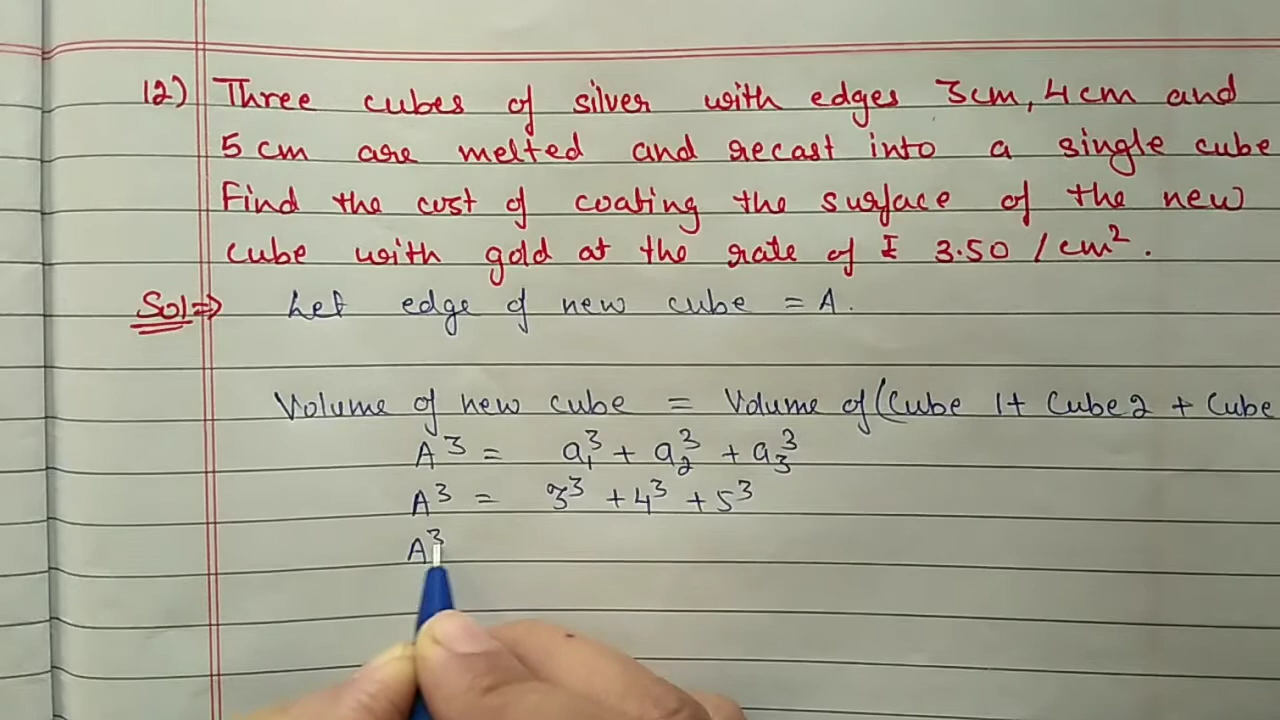 12) Three cubes of silver with edges 3cm, 4cm and
5 cm are melted and recast into a single cube
Find the cost of coating the surface of the new
cube with gold at the rate of ₹ 3.50 / cm².
Sol ⇒ Let edge of new cube = A.
Volume of new cube = Volume of (Cube 1 + Cube 2 + Cube
A³ = a₁³ + a₂³ + a₃³
A³ = 3³ + 4³ + 5³
A³